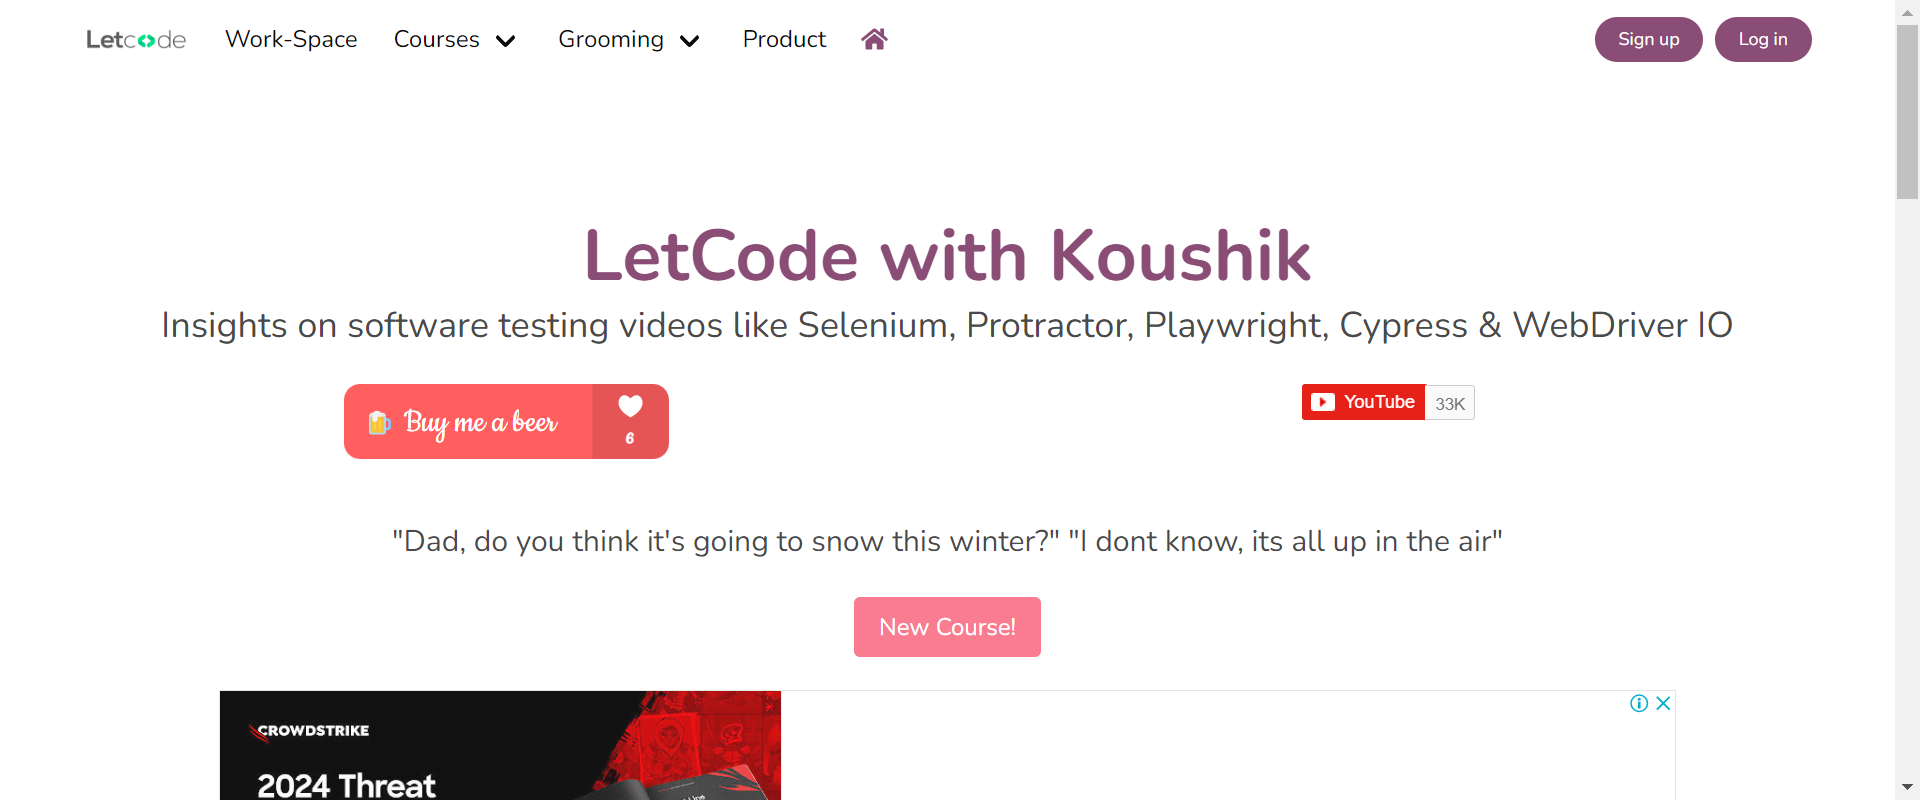 Letcode Work-Space Courses Grooming Product Sign up Log in
LetCode with Koushik
Insights on software testing videos like Selenium, Protractor, Playwright, Cypress & WebDriver IO
Buy me a beer 6
YouTube 33K
"Dad, do you think it's going to snow this winter?" "I dont know, its all up in the air"
New Course!
CROWDSTRIKE
2024 Threat